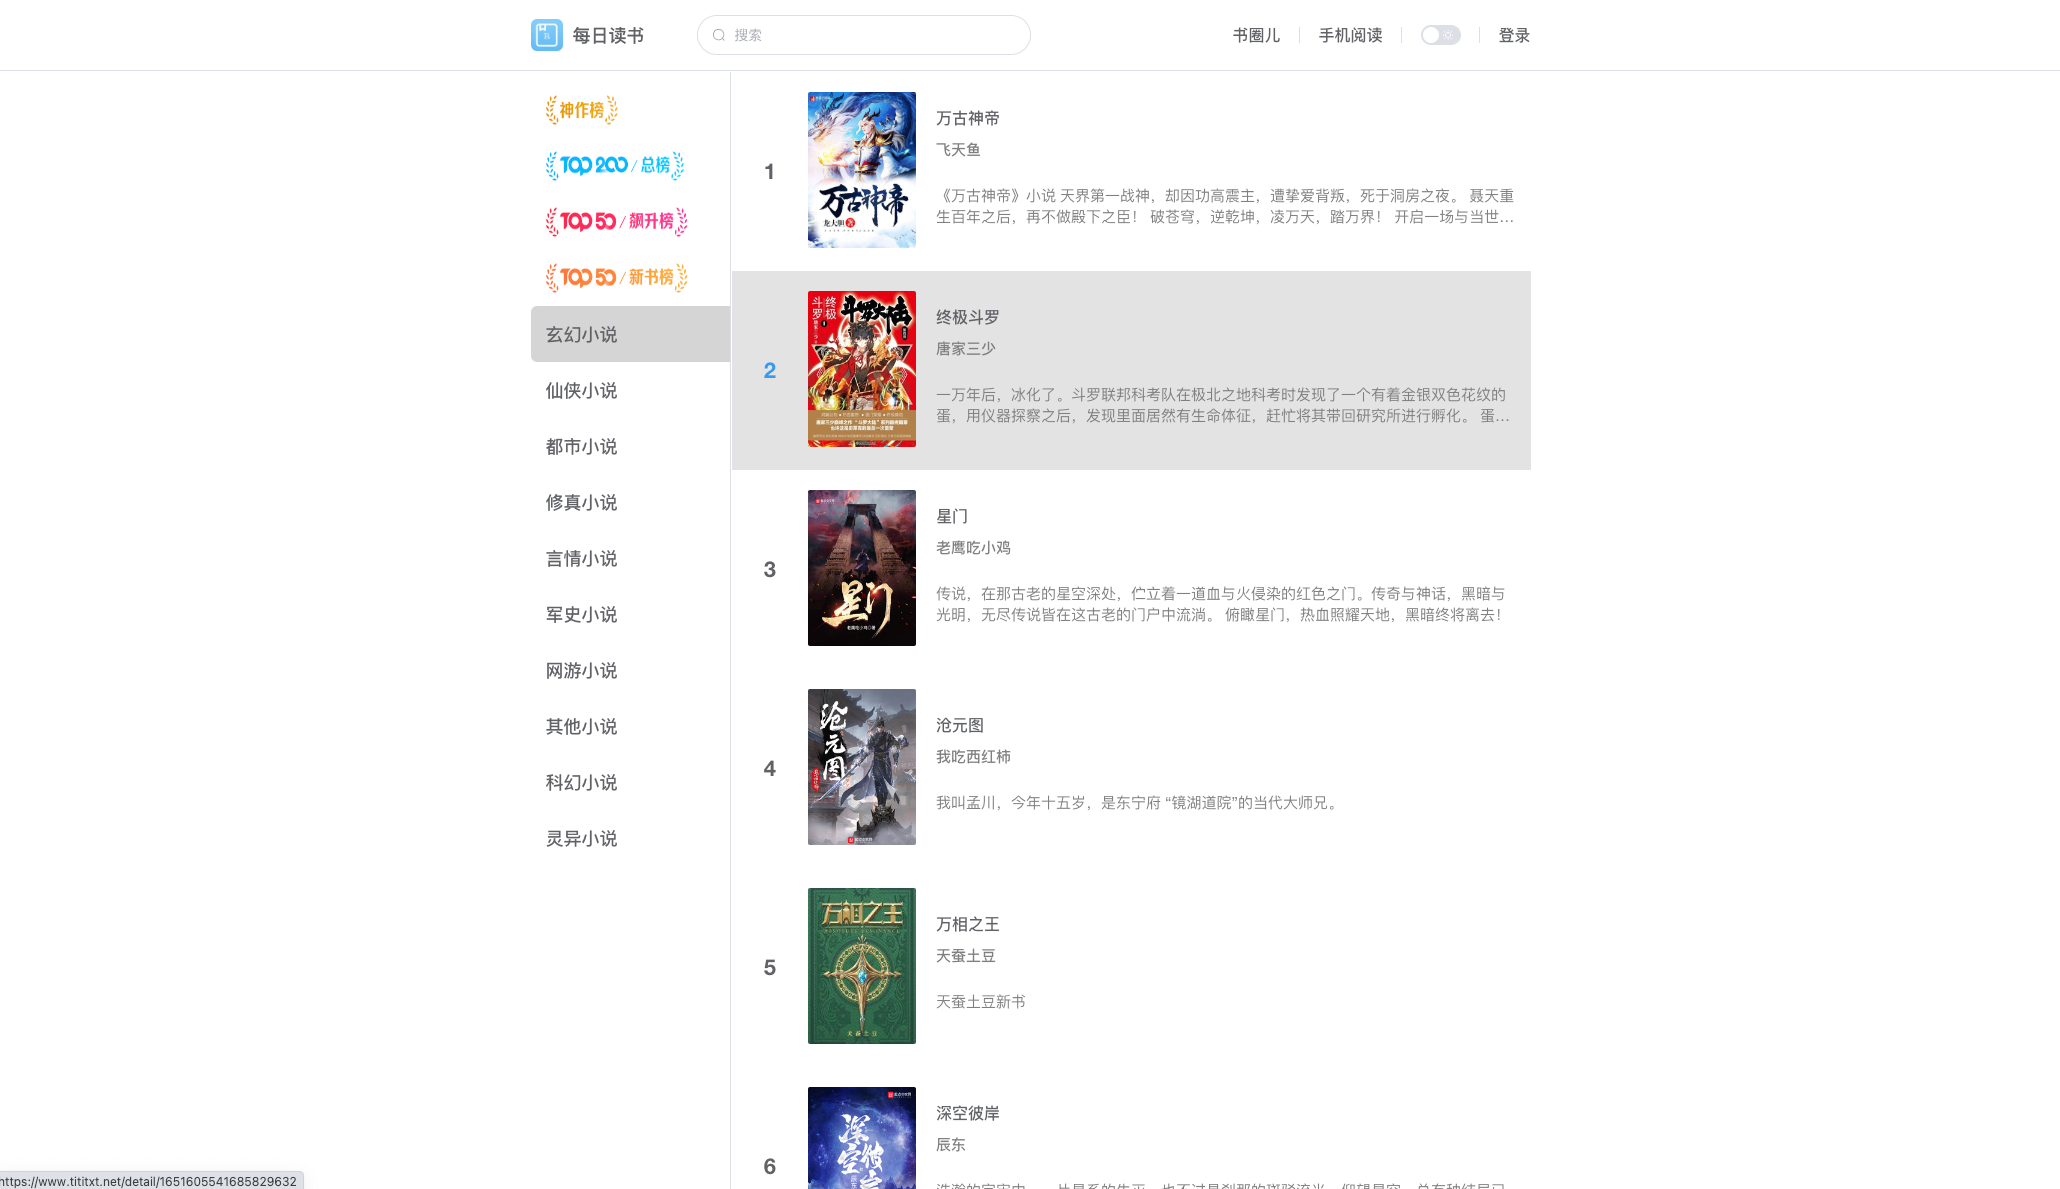 每日读书
搜索
书圈儿
手机阅读
登录
神作榜
TOP 200 / 总榜
TOP 50 / 飙升榜
TOP 50 / 新书榜
玄幻小说
仙侠小说
都市小说
修真小说
言情小说
军史小说
网游小说
其他小说
科幻小说
灵异小说
1
万古神帝
龙大胆 著
万古神帝
飞天鱼
《万古神帝》小说 天界第一战神，却因功高震主，遭挚爱背叛，死于洞房之夜。 聂天重
生百年之后，再不做殿下之臣！ 破苍穹，逆乾坤，凌万天，踏万界！ 开启一场与当世…
2
终极斗罗
斗罗大陆
终极斗罗
唐家三少
一万年后，冰化了。斗罗联邦科考队在极北之地科考时发现了一个有着金银双色花纹的
蛋，用仪器探察之后，发现里面居然有生命体征，赶忙将其带回研究所进行孵化。 蛋…
3
星门
老鹰吃小鸡 著
星门
老鹰吃小鸡
传说，在那古老的星空深处，伫立着一道血与火侵染的红色之门。传奇与神话，黑暗与
光明，无尽传说皆在这古老的门户中流淌。 俯瞰星门，热血照耀天地，黑暗终将离去！
4
沧元图
沧元图
我吃西红柿
我叫孟川，今年十五岁，是东宁府 “镜湖道院”的当代大师兄。
5
万相之王
天蚕土豆
万相之王
天蚕土豆
天蚕土豆新书
6
深空彼岸
深空彼岸
辰东
https://www.tititxt.net/detail/1651605541685829632